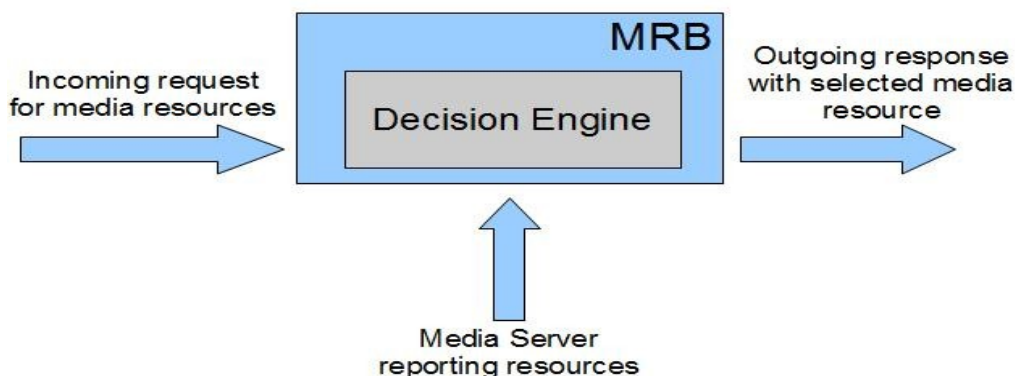 MRB
Incoming request
for media resources
Decision Engine
Outgoing response
with selected media
resource
Media Server
reporting resources